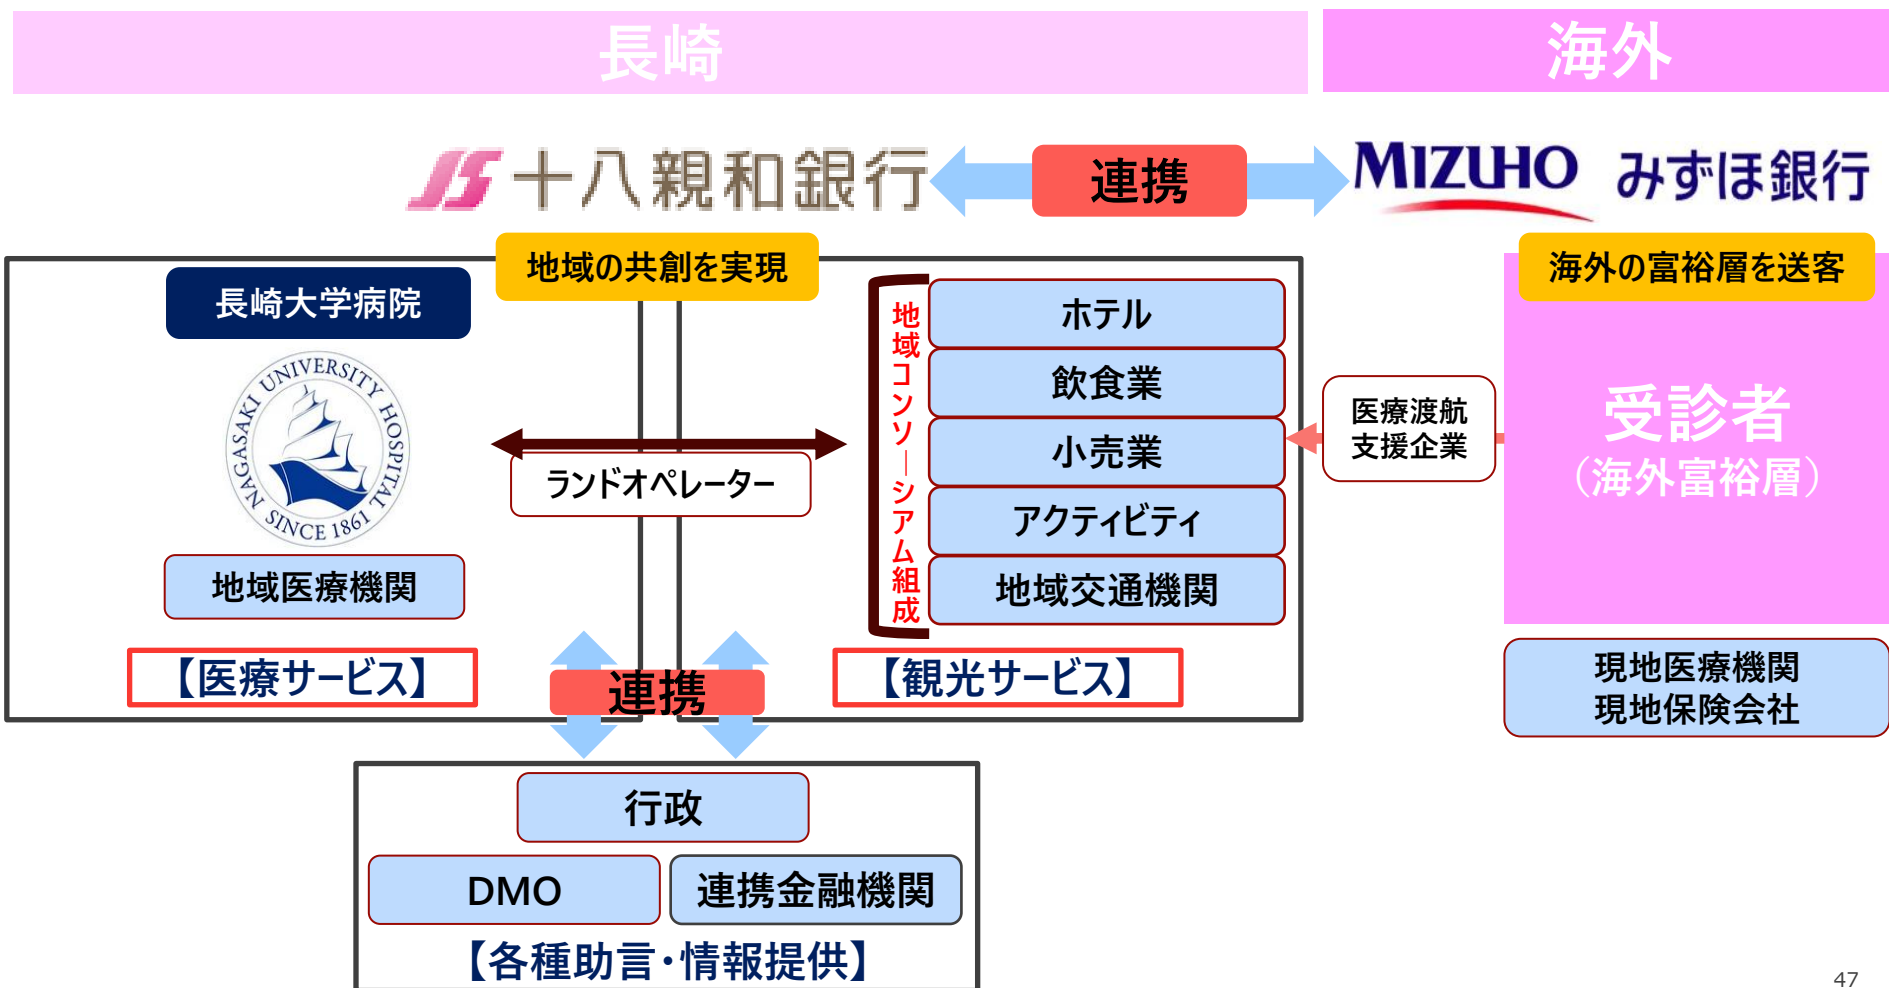 長崎
海外
十八親和銀行
連携
MIZUHO みずほ銀行
地域の共創を実現
海外の富裕層を送客
長崎大学病院
NAGASAKI UNIVERSITY HOSPITAL
SINCE 1861
地域医療機関
【医療サービス】
ランドオペレーター
地域コンソーシアム組成
ホテル
飲食業
小売業
アクティビティ
地域交通機関
【観光サービス】
医療渡航
支援企業
受診者
（海外富裕層）
現地医療機関
現地保険会社
連携
行政
DMO
連携金融機関
【各種助言・情報提供】
47